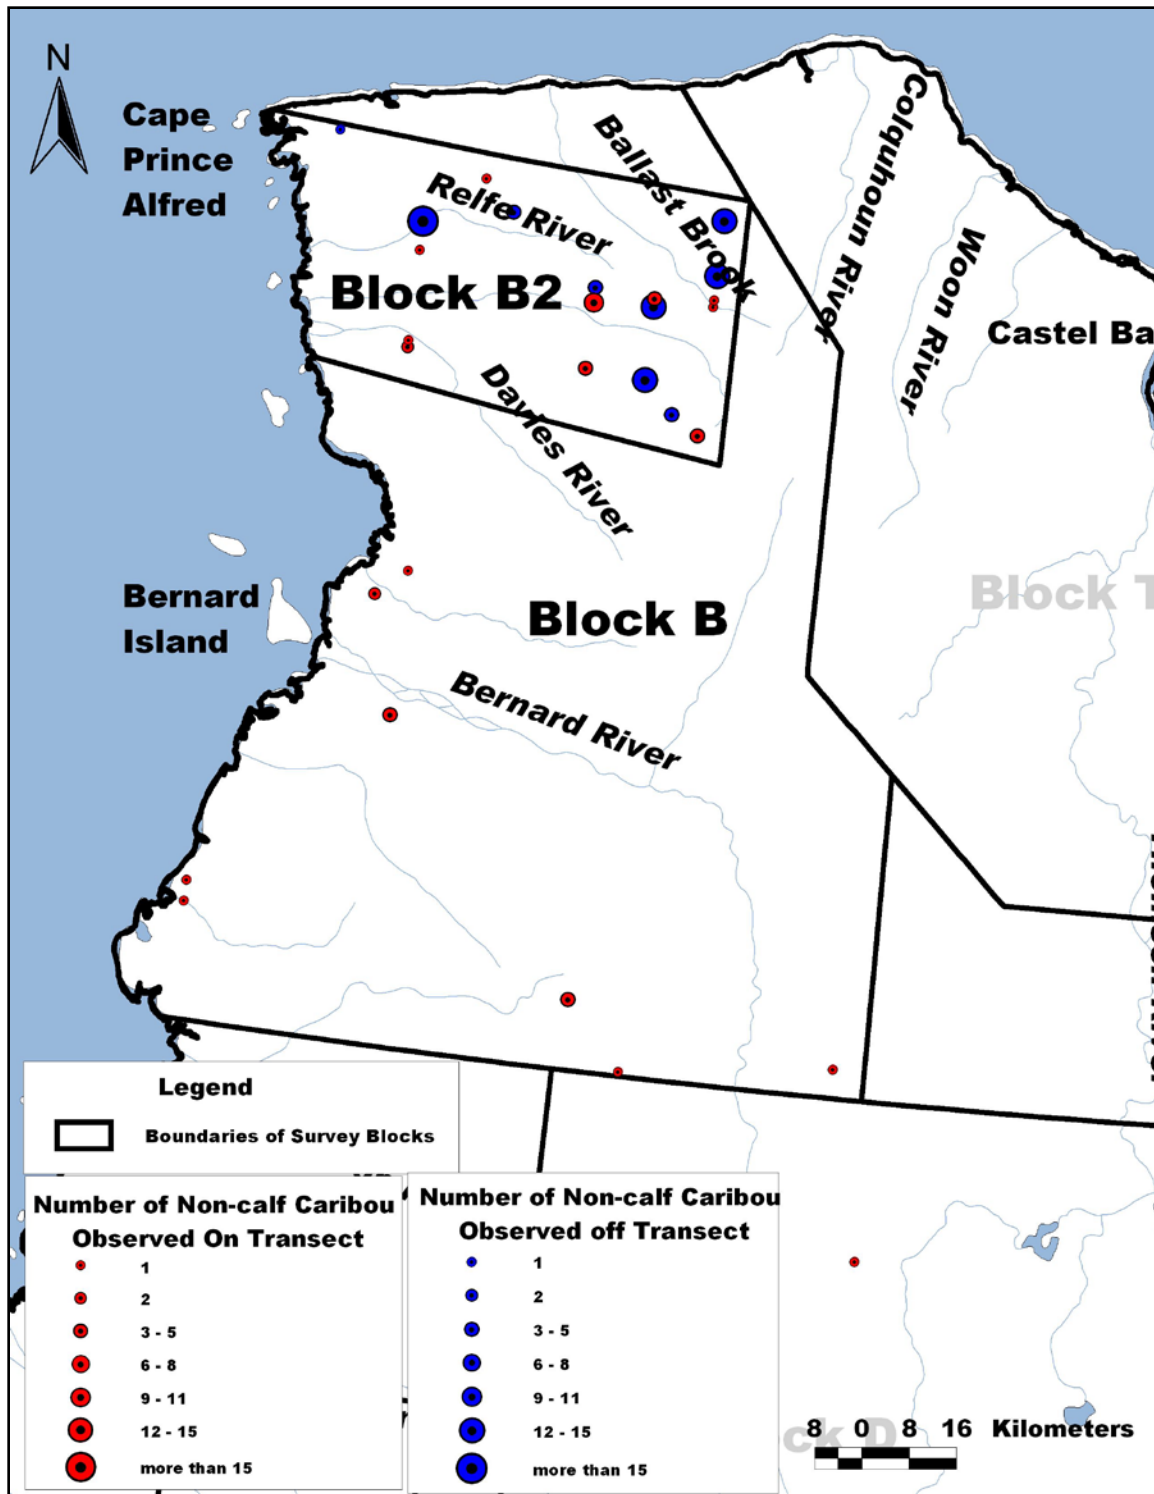 N
Cape
Prince
Alfred
Colquhoun River
Ballast Brook
Relfe River
Woon River
Block B2
Castel Ba
Davies River
Block T
Bernard
Island
Block B
Bernard River
Legend
Boundaries of Survey Blocks
Number of Non-calf Caribou
Observed On Transect
1
2
3 - 5
6 - 8
9 - 11
12 - 15
more than 15
Number of Non-calf Caribou
Observed off Transect
1
2
3 - 5
6 - 8
9 - 11
12 - 15
more than 15
ck D
8 0 8 16 Kilometers